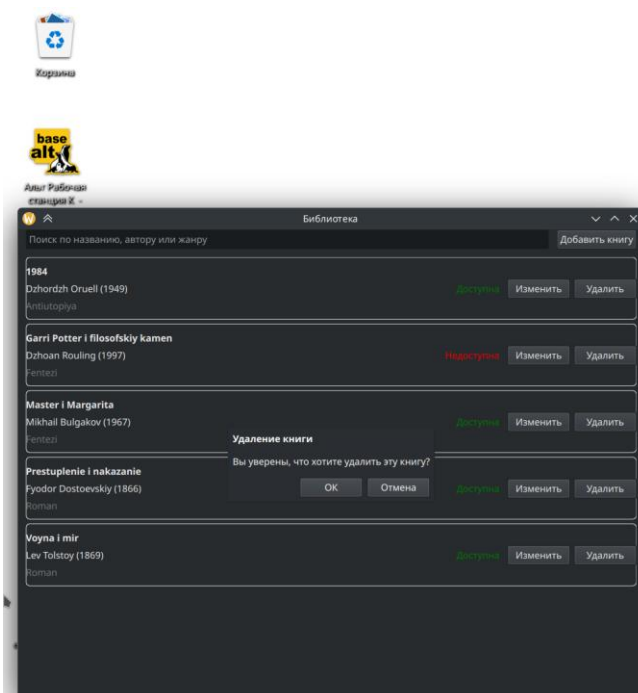 Корзина
base
alt
Альт Рабочая
станция К -
Библиотека
Поиск по названию, автору или жанру
Добавить книгу
1984
Dzhordzh Oruell (1949)
Доступна Изменить Удалить
Antiutopiya
Garri Potter i filosofskiy kamen
Dzhoan Rouling (1997)
Недоступна Изменить Удалить
Fentezi
Master i Margarita
Mikhail Bulgakov (1967)
Доступна Изменить Удалить
Fentezi
Удаление книги
Вы уверены, что хотите удалить эту книгу?
ОК Отмена
Prestuplenie i nakazanie
Fyodor Dostoevskiy (1866)
Доступна Изменить Удалить
Roman
Voyna i mir
Lev Tolstoy (1869)
Доступна Изменить Удалить
Roman